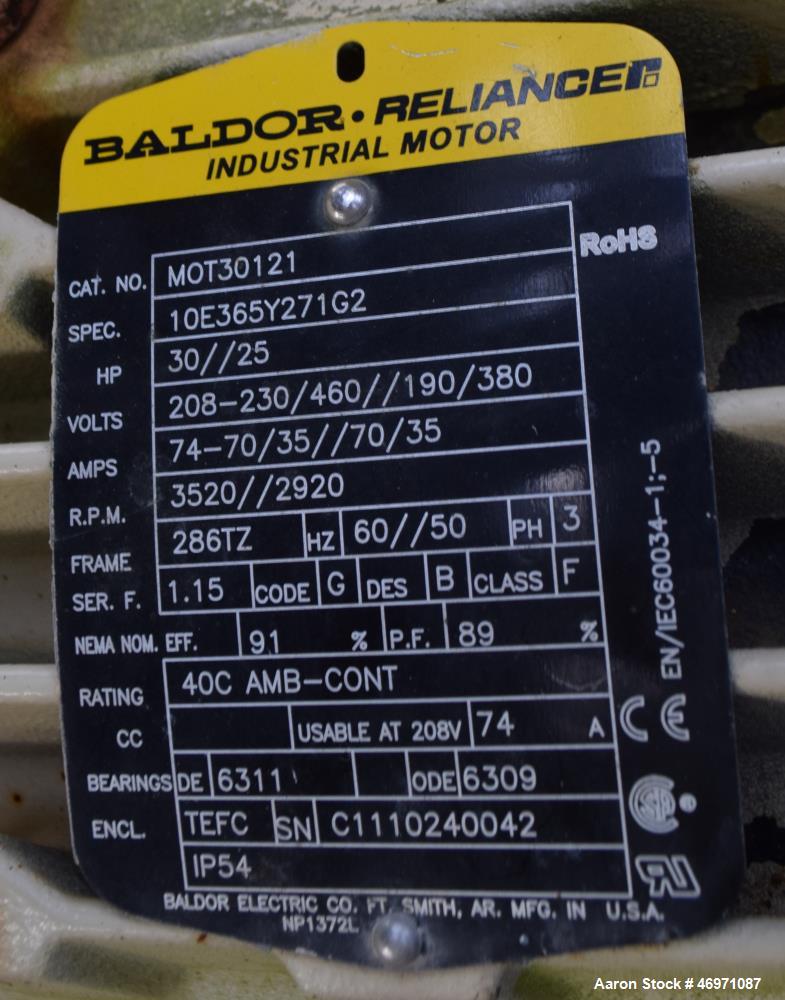 BALDOR • RELIANCER
INDUSTRIAL MOTOR
RoHS
CAT. NO. MOT30121
SPEC. 10E365Y271G2
HP 30//25
VOLTS 208-230/460//190/380
AMPS 74-70/35//70/35
R.P.M. 3520//2920
FRAME 286TZ HZ 60//50 PH 3
SER. F. 1.15 CODE G DES B CLASS F
NEMA NOM. EFF. 91 % P.F. 89 %
RATING 40C AMB-CONT
CC USABLE AT 208V 74 A
BEARINGS DE 6311 ODE 6309
ENCL. TEFC SN C1110240042
IP54
EN/IEC60034-1;-5
CE
BALDOR ELECTRIC CO. FT. SMITH, AR. MFG. IN U.S.A.
NP1372L
Aaron Stock # 46971087